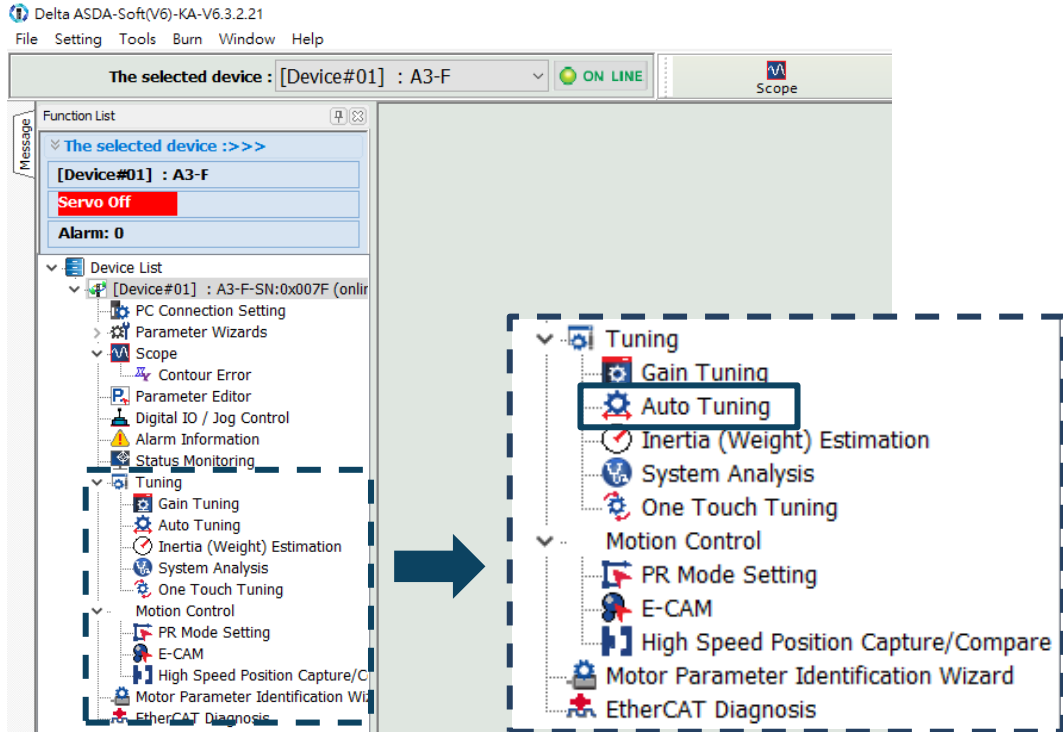 Delta ASDA-Soft(V6)-KA-V6.3.2.21
File Setting Tools Burn Window Help
The selected device : [Device#01] : A3-F ON LINE
Scope
Message
Function List
The selected device :>>>
[Device#01] : A3-F
Servo Off
Alarm: 0
Device List
[Device#01] : A3-F-SN:0x007F (onlin
PC Connection Setting
Parameter Wizards
Scope
Contour Error
Parameter Editor
Digital IO / Jog Control
Alarm Information
Status Monitoring
Tuning
Gain Tuning
Auto Tuning
Inertia (Weight) Estimation
System Analysis
One Touch Tuning
Motion Control
PR Mode Setting
E-CAM
High Speed Position Capture/C
Motor Parameter Identification Wiz
EtherCAT Diagnosis
Tuning
Gain Tuning
Auto Tuning
Inertia (Weight) Estimation
System Analysis
One Touch Tuning
Motion Control
PR Mode Setting
E-CAM
High Speed Position Capture/Compare
Motor Parameter Identification Wizard
EtherCAT Diagnosis